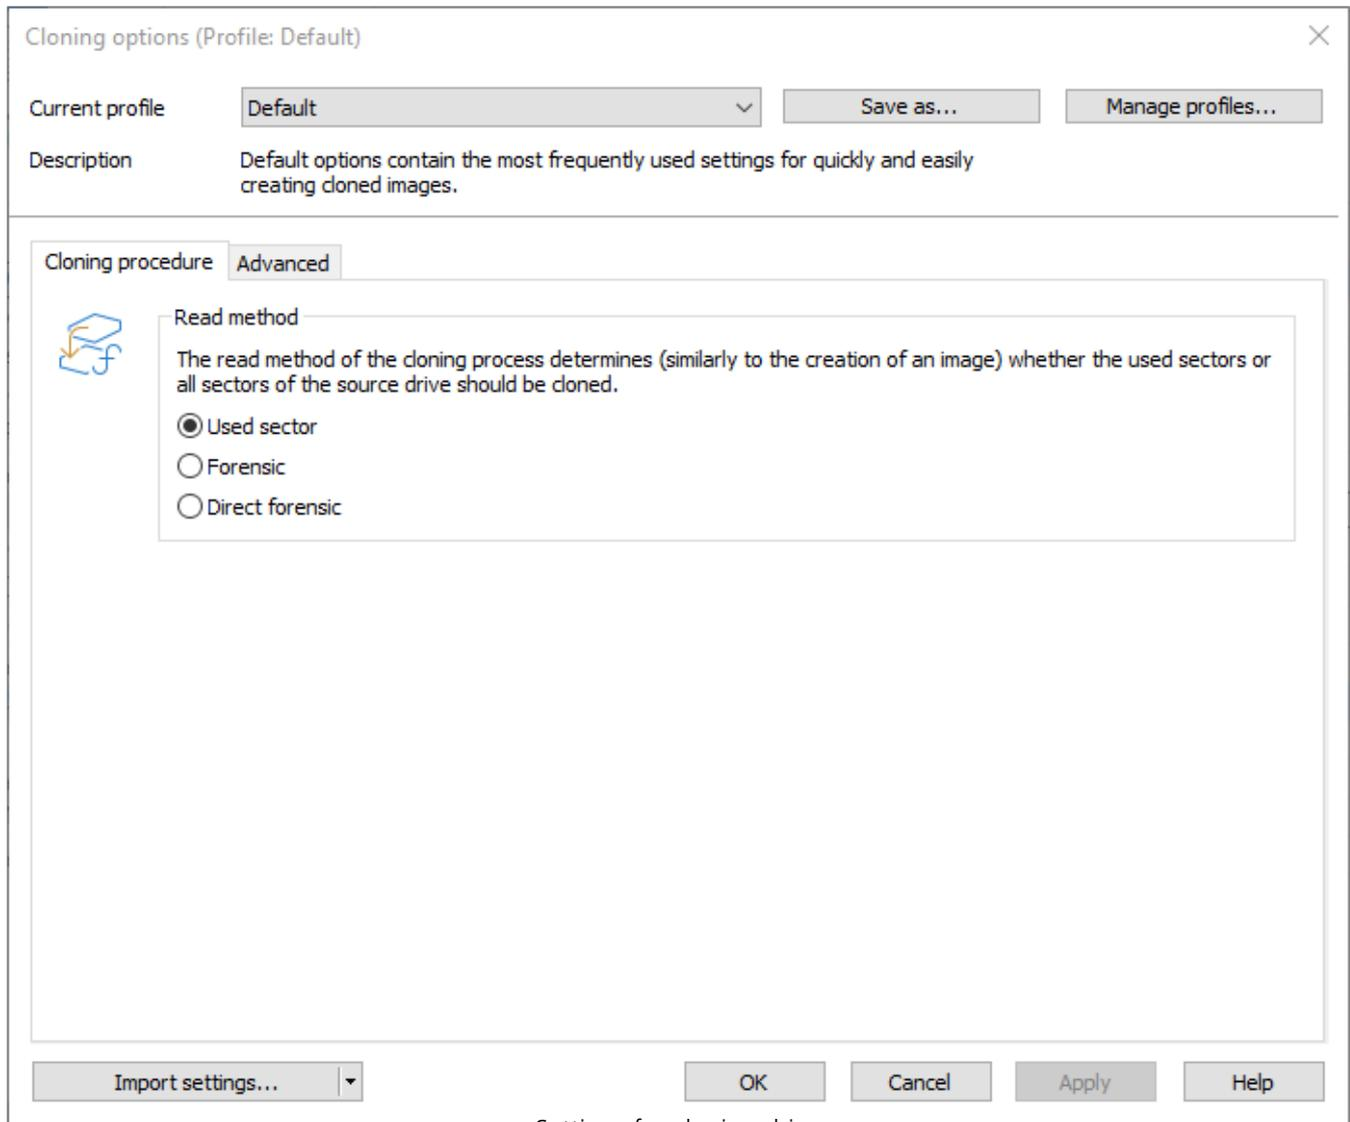 Cloning options (Profile: Default)
Current profile
Default
Save as...
Manage profiles...
Description
Default options contain the most frequently used settings for quickly and easily
creating cloned images.
Cloning procedure
Advanced
Read method
The read method of the cloning process determines (similarly to the creation of an image) whether the used sectors or
all sectors of the source drive should be cloned.
Used sector
Forensic
Direct forensic
Import settings...
OK
Cancel
Apply
Help